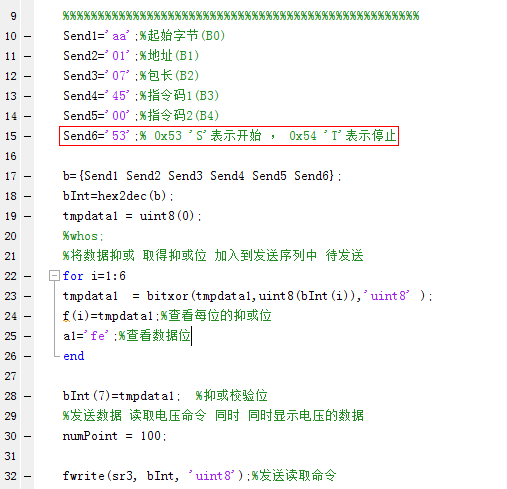 9 %%%%%%%%%%%%%%%%%%%%%%%%%%%%%%%%%%%%%%%%%%%%%%%%%%%
10 — Send1='aa';%起始字节(B0)
11 — Send2='01';%地址(B1)
12 — Send3='07';%包长(B2)
13 — Send4='45';%指令码1(B3)
14 — Send5='00';%指令码2(B4)
15 — Send6='53';% 0x53 'S'表示开始 , 0x54 'T'表示停止
16
17 — b={Send1 Send2 Send3 Send4 Send5 Send6};
18 — bInt=hex2dec(b);
19 — tmpdata1 = uint8(0);
20 %whos;
21 %将数据抑或 取得抑或位 加入到发送序列中 待发送
22 — for i=1:6
23 — tmpdata1  = bitxor(tmpdata1,uint8(bInt(i)),'uint8' );
24 — f(i)=tmpdata1;%查看每位的抑或位
25 — a1='fe';%查看数据位
26 — end
27
28 — bInt(7)=tmpdata1;  %抑或校验位
29 %发送数据 读取电压命令 同时 同时显示电压的数据
30 — numPoint = 100;
31
32 — fwrite(sr3, bInt, 'uint8');%发送读取命令